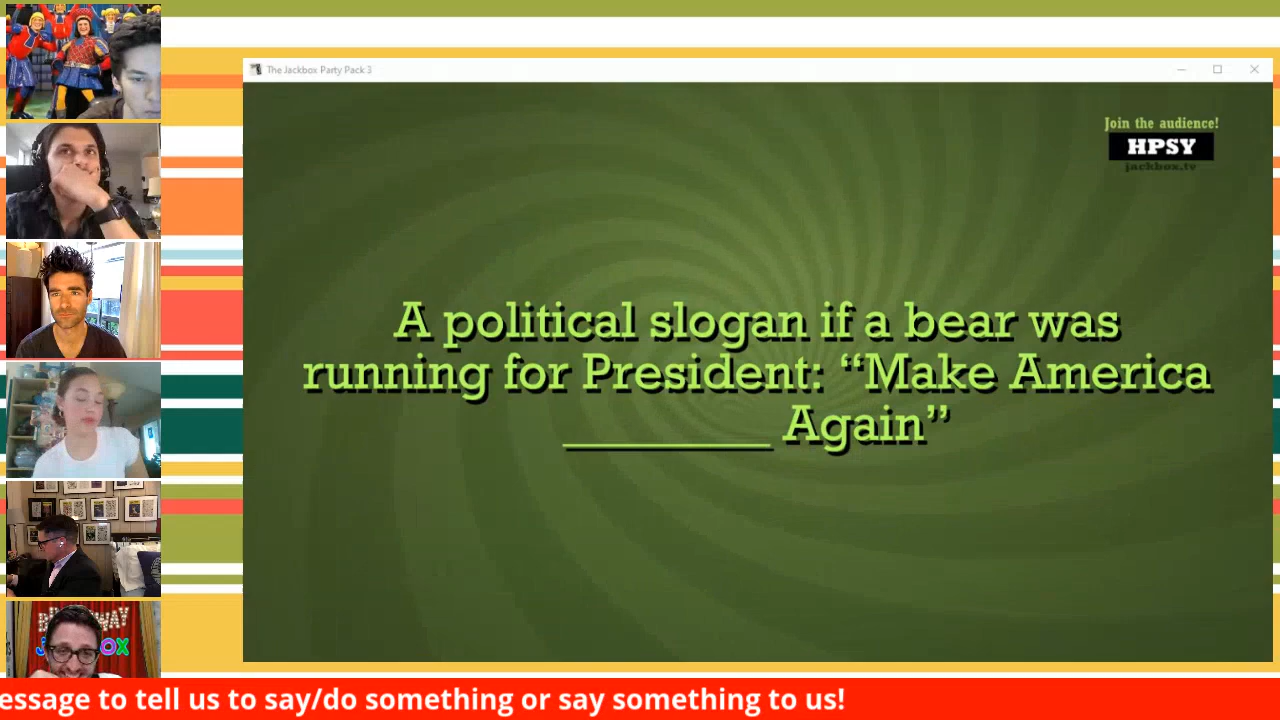 The Jackbox Party Pack 3
Join the audience!
HPSY
jackbox.tv
A political slogan if a bear was
running for President: “Make America
________ Again”
essage to tell us to say/do something or say something to us!